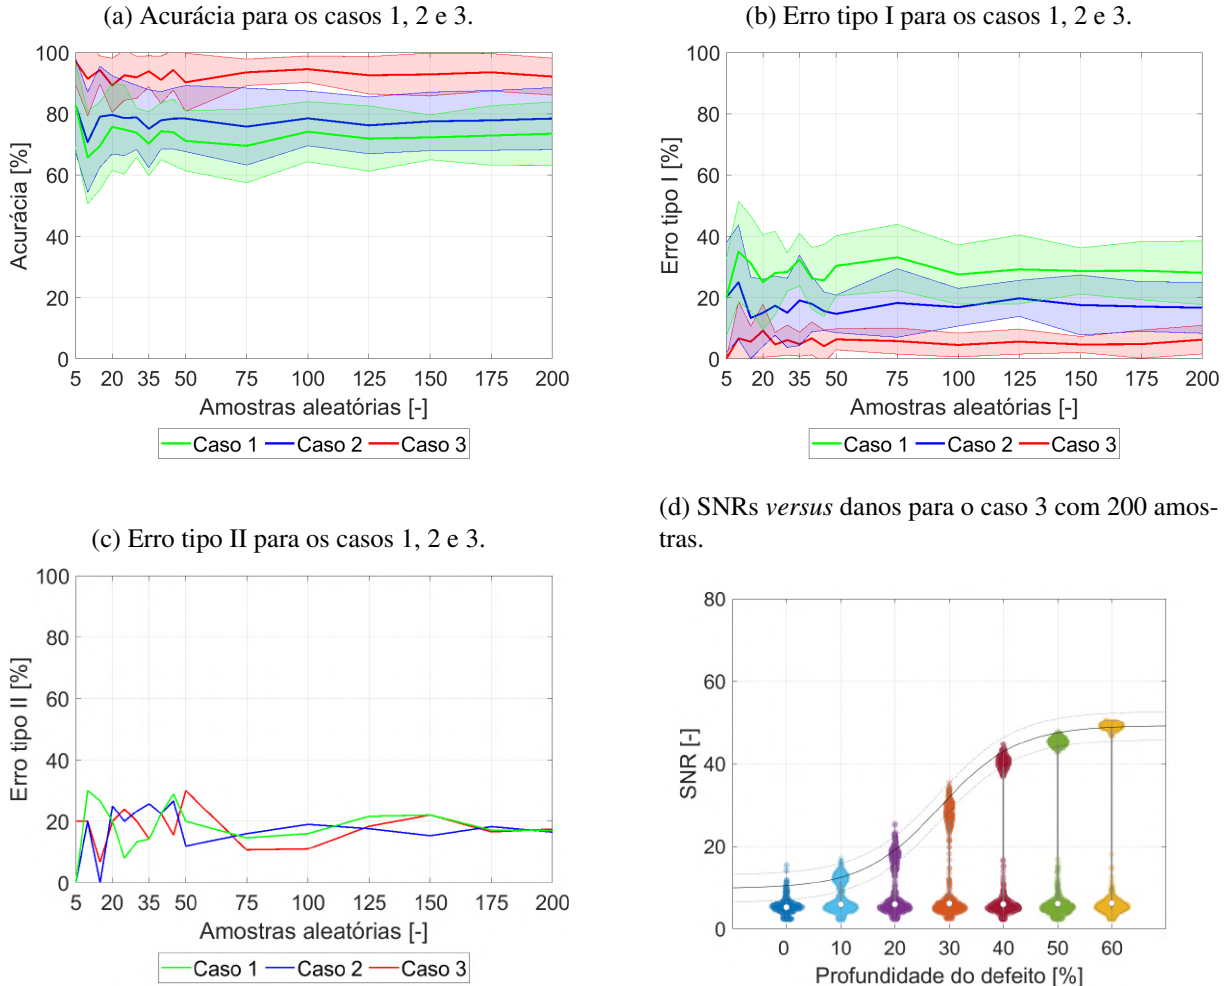 (a) Acurácia para os casos 1, 2 e 3.
100
80
60
40
20
0
Acurácia [%]
5 20 35 50 75 100 125 150 175 200
Amostras aleatórias [-]
Caso 1 Caso 2 Caso 3
(b) Erro tipo I para os casos 1, 2 e 3.
100
80
60
40
20
0
Erro tipo I [%]
5 20 35 50 75 100 125 150 175 200
Amostras aleatórias [-]
Caso 1 Caso 2 Caso 3
(c) Erro tipo II para os casos 1, 2 e 3.
100
80
60
40
20
0
Erro tipo II [%]
5 20 35 50 75 100 125 150 175 200
Amostras aleatórias [-]
Caso 1 Caso 2 Caso 3
(d) SNRs versus danos para o caso 3 com 200 amos-
tras.
80
60
40
20
0
SNR [-]
0 10 20 30 40 50 60
Profundidade do defeito [%]